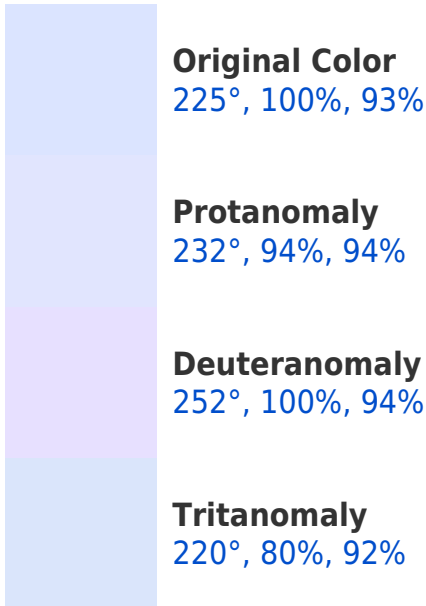 Original Color
225°, 100%, 93%
Protanomaly
232°, 94%, 94%
Deuteranomaly
252°, 100%, 94%
Tritanomaly
220°, 80%, 92%